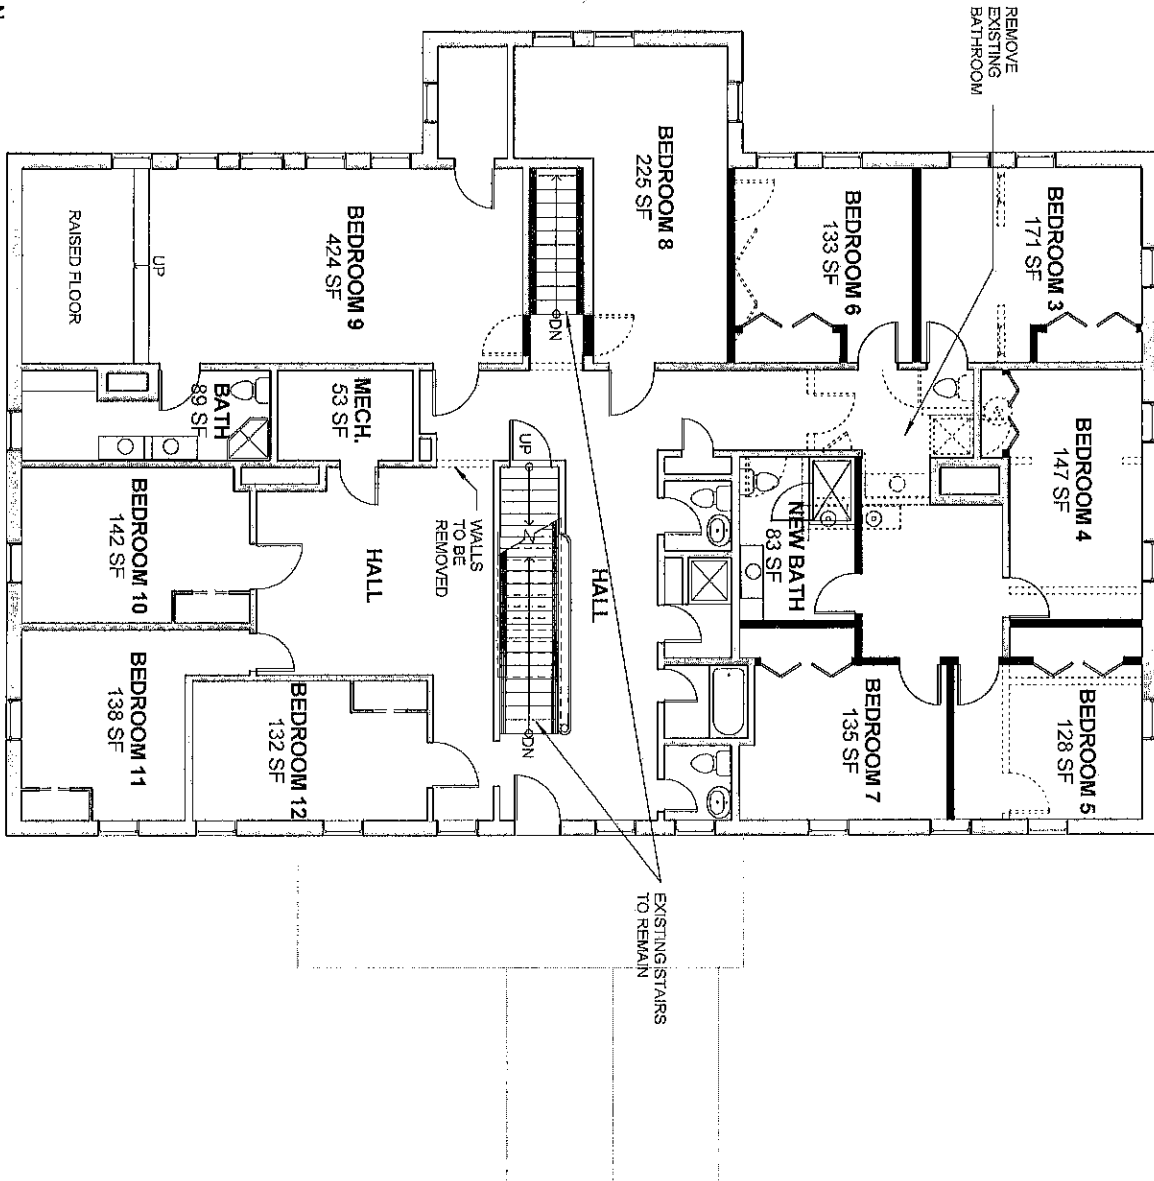 REMOVE
EXISTING
BATHROOM
BEDROOM 3
171 SF
BEDROOM 6
133 SF
BEDROOM 8
225 SF
BEDROOM 9
424 SF
UP
RAISED FLOOR
DN
BEDROOM 4
147 SF
MECH.
53 SF
BATH
89 SF
UP
NEW BATH
83 SF
WALLS
TO BE
REMOVED
HALL
HALL
BEDROOM 10
142 SF
BEDROOM 5
128 SF
BEDROOM 7
135 SF
DN
BEDROOM 12
132 SF
BEDROOM 11
138 SF
EXISTING STAIRS
TO REMAIN